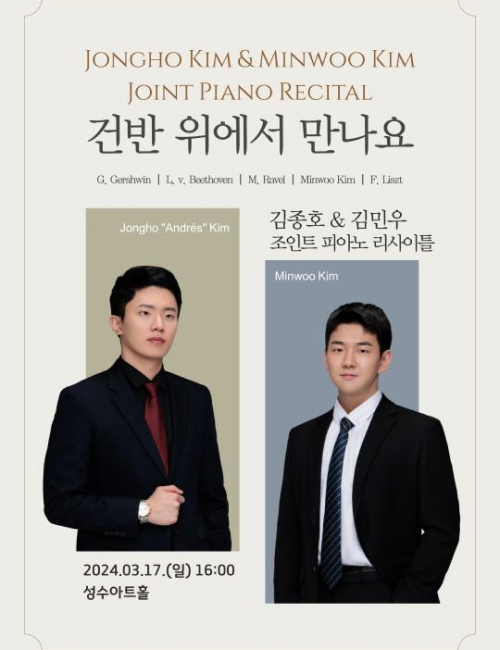 Jongho Kim & Minwoo Kim
Joint Piano Recital
건반 위에서 만나요
G. Gershwin | L. v. Beethoven | M. Ravel | Minwoo Kim | F. Liszt
김종호 & 김민우
조인트 피아노 리사이틀
Jongho "Andrés" Kim
Minwoo Kim
2024.03.17.(일) 16:00
성수아트홀